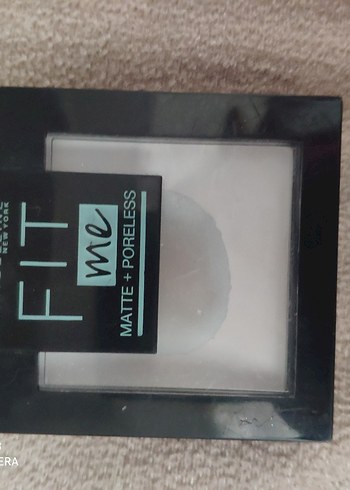 NEW YORK
FIT
me
MATTE + PORELESS